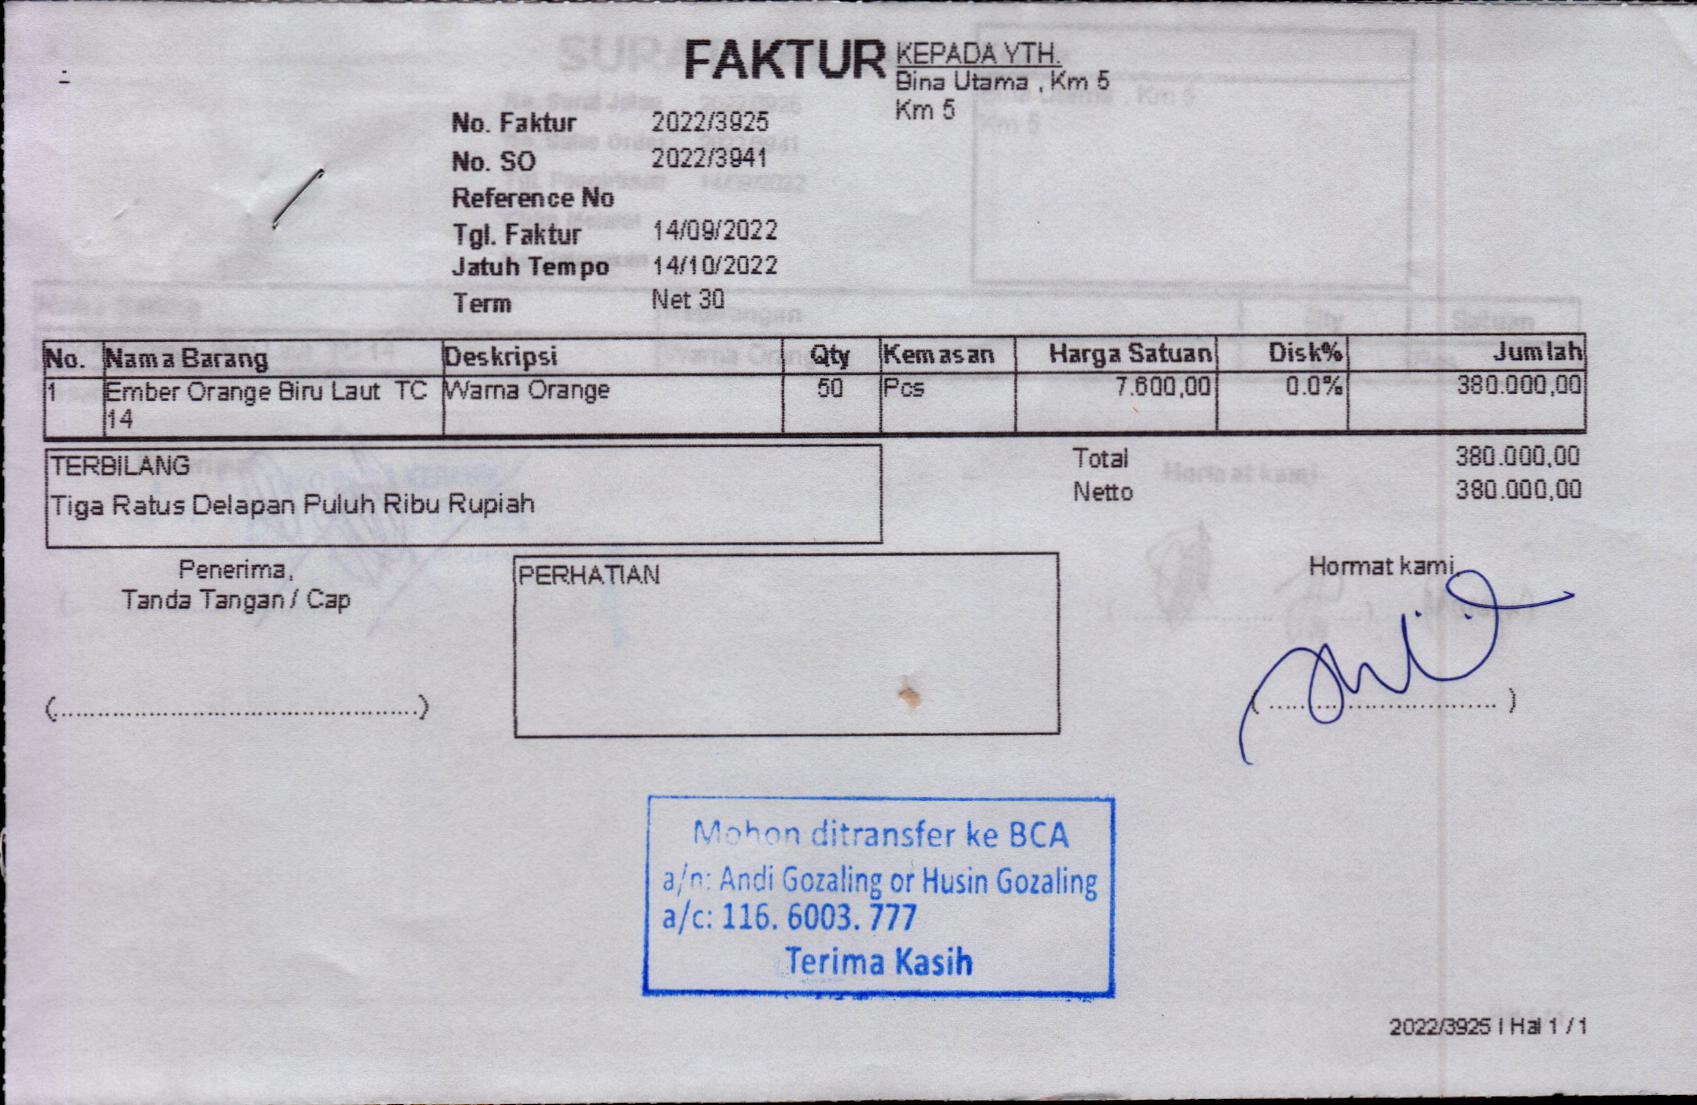 FAKTUR
KEPADA YTH.
Bina Utama , Km 5
Km 5
No. Faktur 2022/3925
No. SO 2022/3941
Reference No
Tgl. Faktur 14/09/2022
Jatuh Tempo 14/10/2022
Term Net 30
No. Nama Barang Deskripsi Qty Kemasan Harga Satuan Disk% Jumlah
1 Ember Orange Biru Laut TC Warna Orange 50 Pcs 7.600,00 0.0% 380.000,00
14
TERBILANG
Tiga Ratus Delapan Puluh Ribu Rupiah
Total 380.000,00
Netto 380.000,00
Penerima,
Tanda Tangan / Cap
PERHATIAN
Hormat kami,
Mohon ditransfer ke BCA
a/n: Andi Gozaling or Husin Gozaling
a/c: 116. 6003. 777
Terima Kasih
2022/3925 | Hal 1 / 1